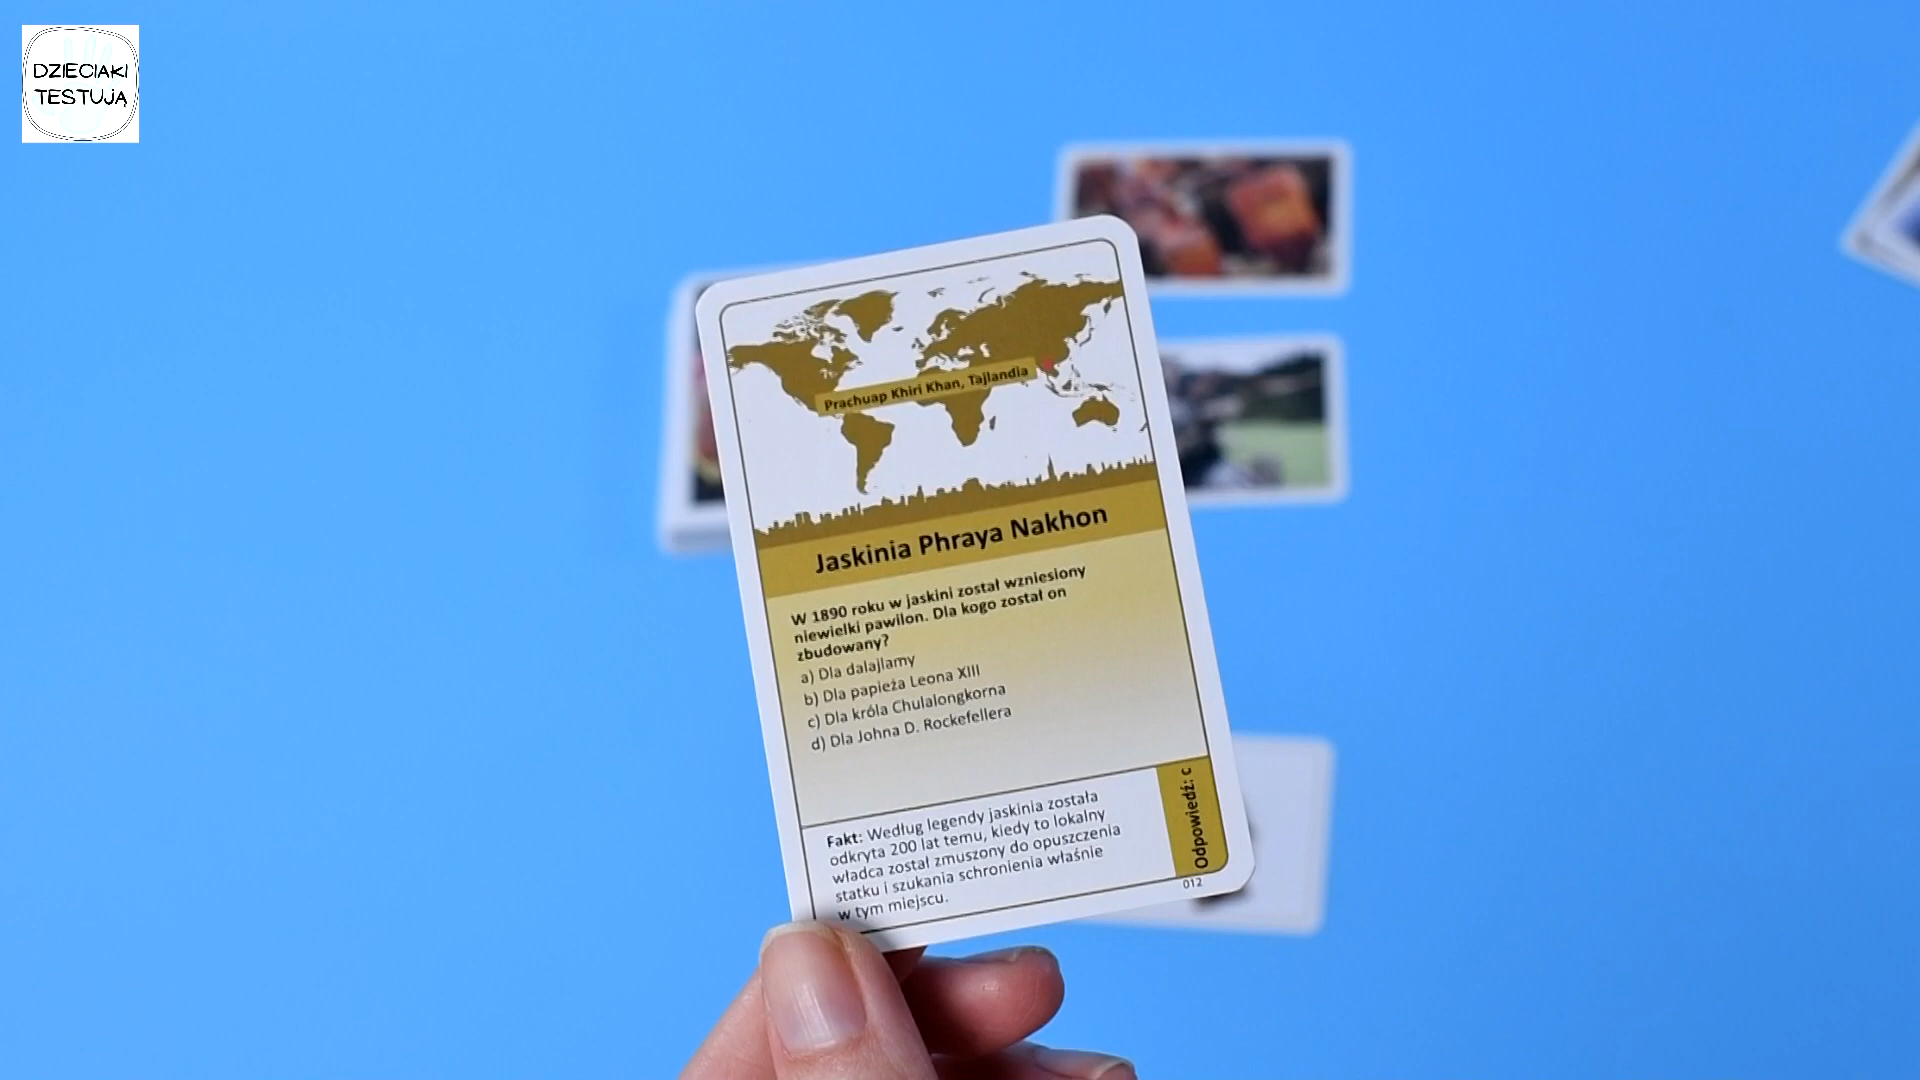 DZIECIAKI
TESTUJĄ
Prachuap Khiri Khan, Tajlandia
Jaskinia Phraya Nakhon
W 1890 roku w jaskini został wzniesiony
niewielki pawilon. Dla kogo został on
zbudowany?
a) Dla dalajlamy
b) Dla papieża Leona XIII
c) Dla króla Chulalongkorna
d) Dla Johna D. Rockefellera
Fakt: Według legendy jaskinia została
odkryta 200 lat temu, kiedy to lokalny
władca został zmuszony do opuszczenia
statku i szukania schronienia właśnie
w tym miejscu.
Odpowiedź: c
012